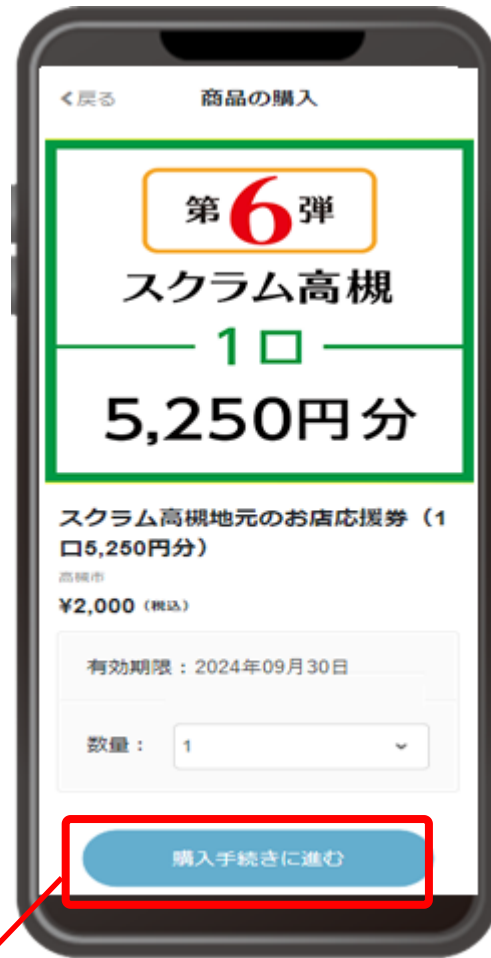 戻る
商品の購入
第6弾
スクラム高槻
1口
5,250円分
スクラム高槻地元のお店応援券（1
口5,250円分）
高槻市
¥2,000（税込）
有効期限：2024年09月30日
数量： 1
購入手続きに進む